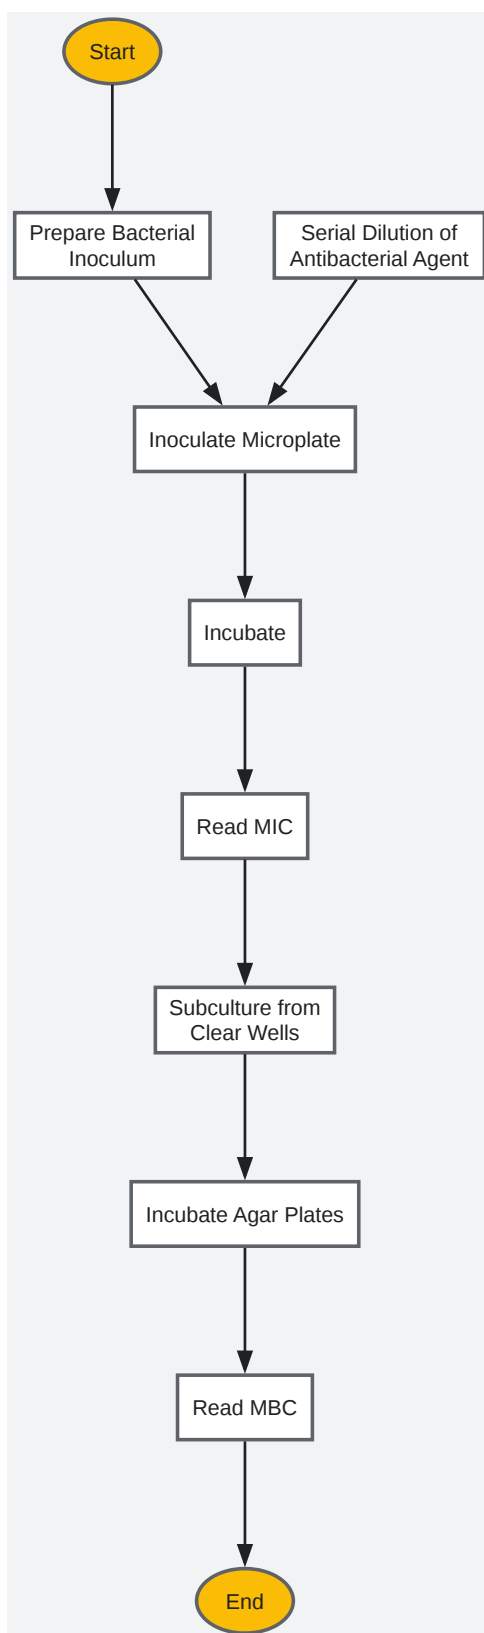 Start
Prepare Bacterial
Inoculum
Serial Dilution of
Antibacterial Agent
Inoculate Microplate
Incubate
Read MIC
Subculture from
Clear Wells
Incubate Agar Plates
Read MBC
End